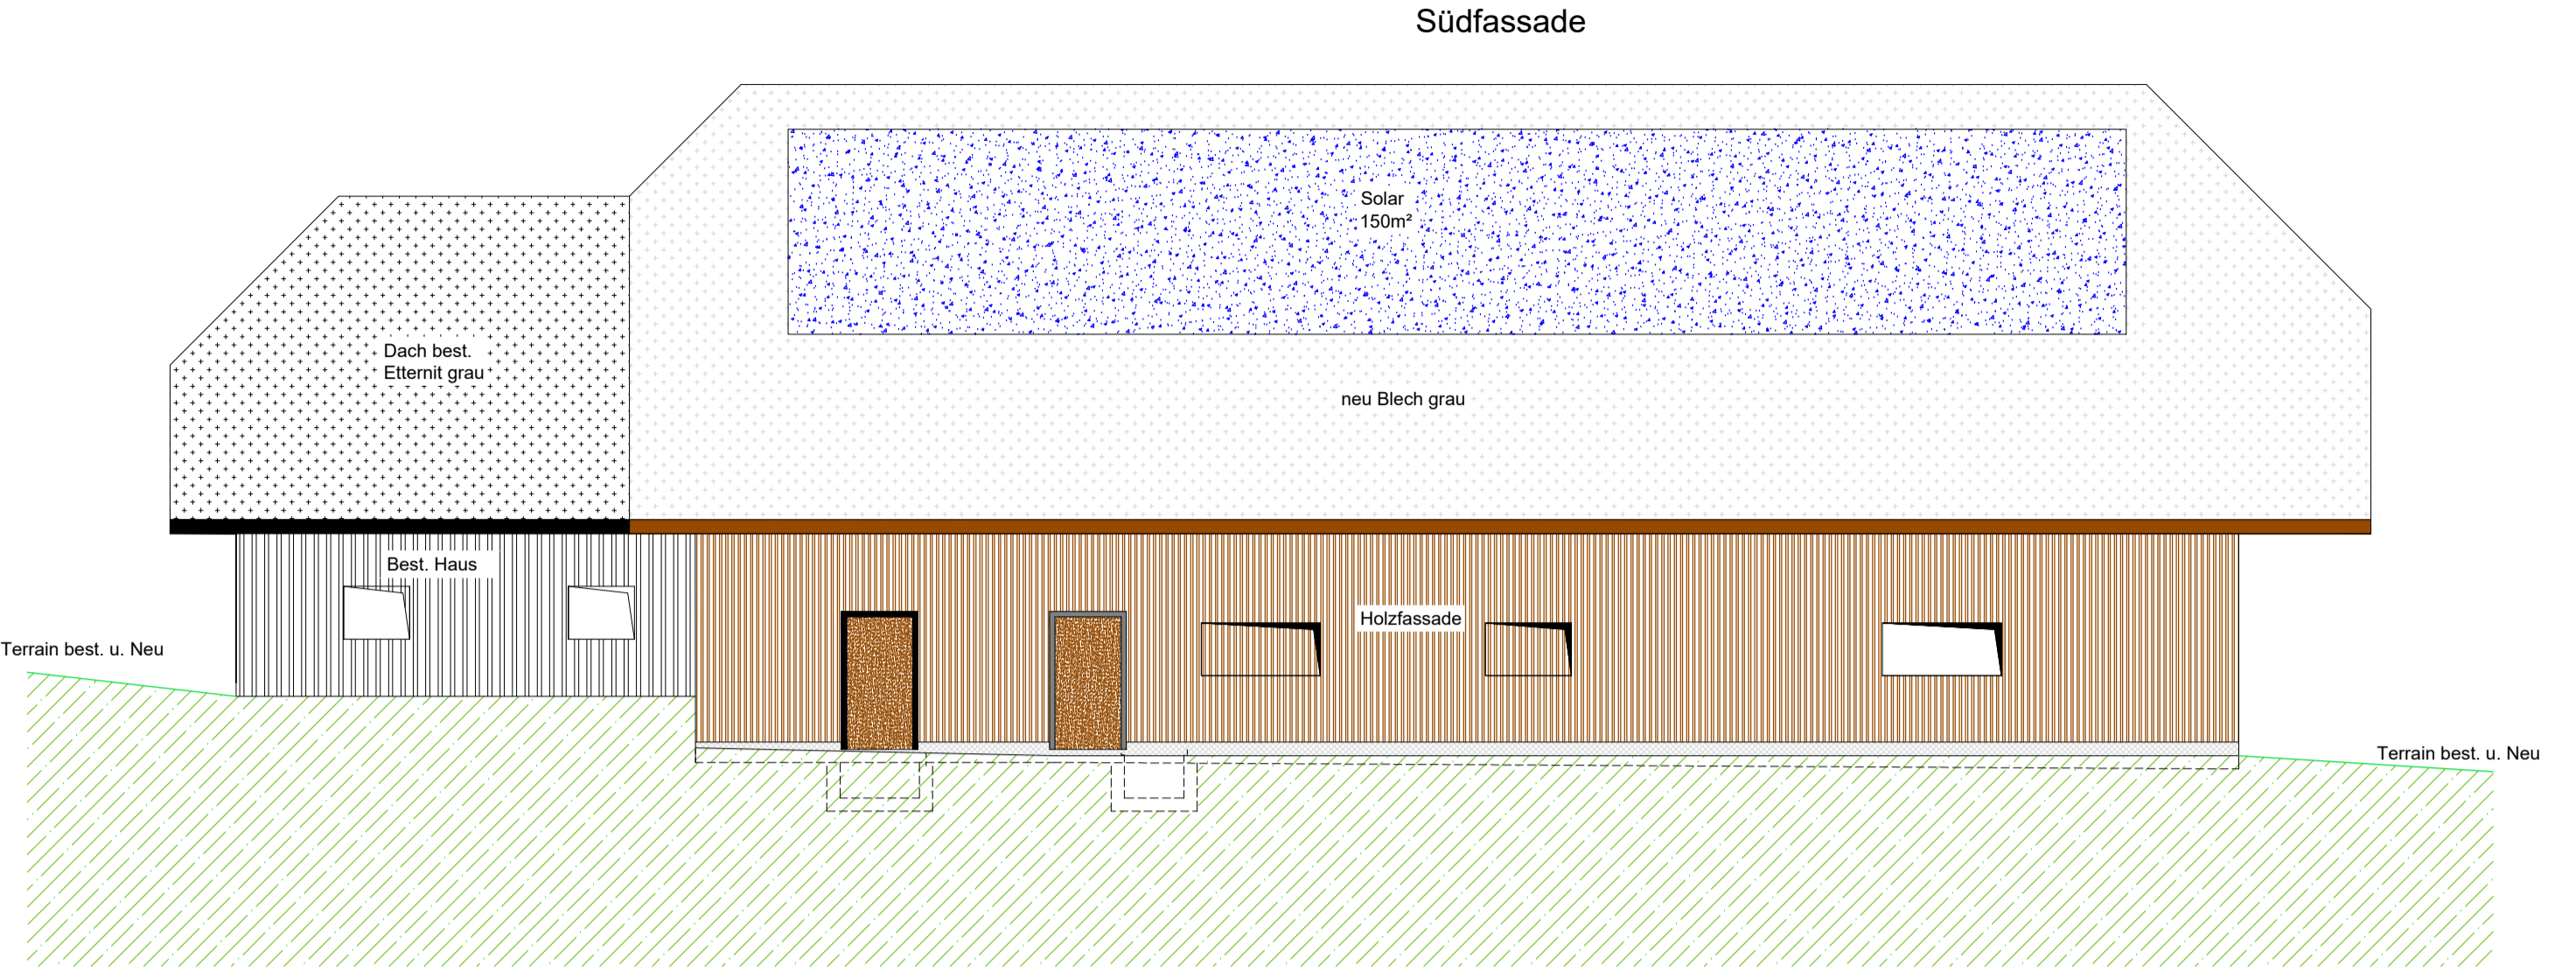 Südfassade
Solar
150m²
Dach best.
Etternit grau
neu Blech grau
Best. Haus
Holzfassade
Terrain best. u. Neu
Terrain best. u. Neu